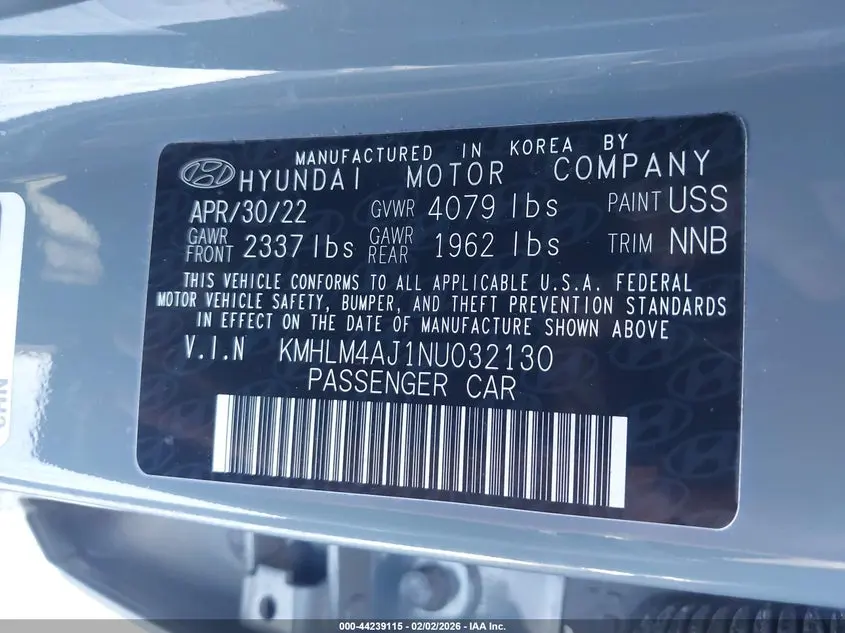 MANUFACTURED IN KOREA BY
HYUNDAI MOTOR COMPANY
APR/30/22 GVWR 4079 lbs PAINT USS
GAWR FRONT 2337 lbs GAWR REAR 1962 lbs TRIM NNB
THIS VEHICLE CONFORMS TO ALL APPLICABLE U.S.A. FEDERAL
MOTOR VEHICLE SAFETY, BUMPER, AND THEFT PREVENTION STANDARDS
IN EFFECT ON THE DATE OF MANUFACTURE SHOWN ABOVE
V.I.N KMHLM4AJ1NU032130
PASSENGER CAR
000-44239115 - 02/02/2026 - IAA Inc.